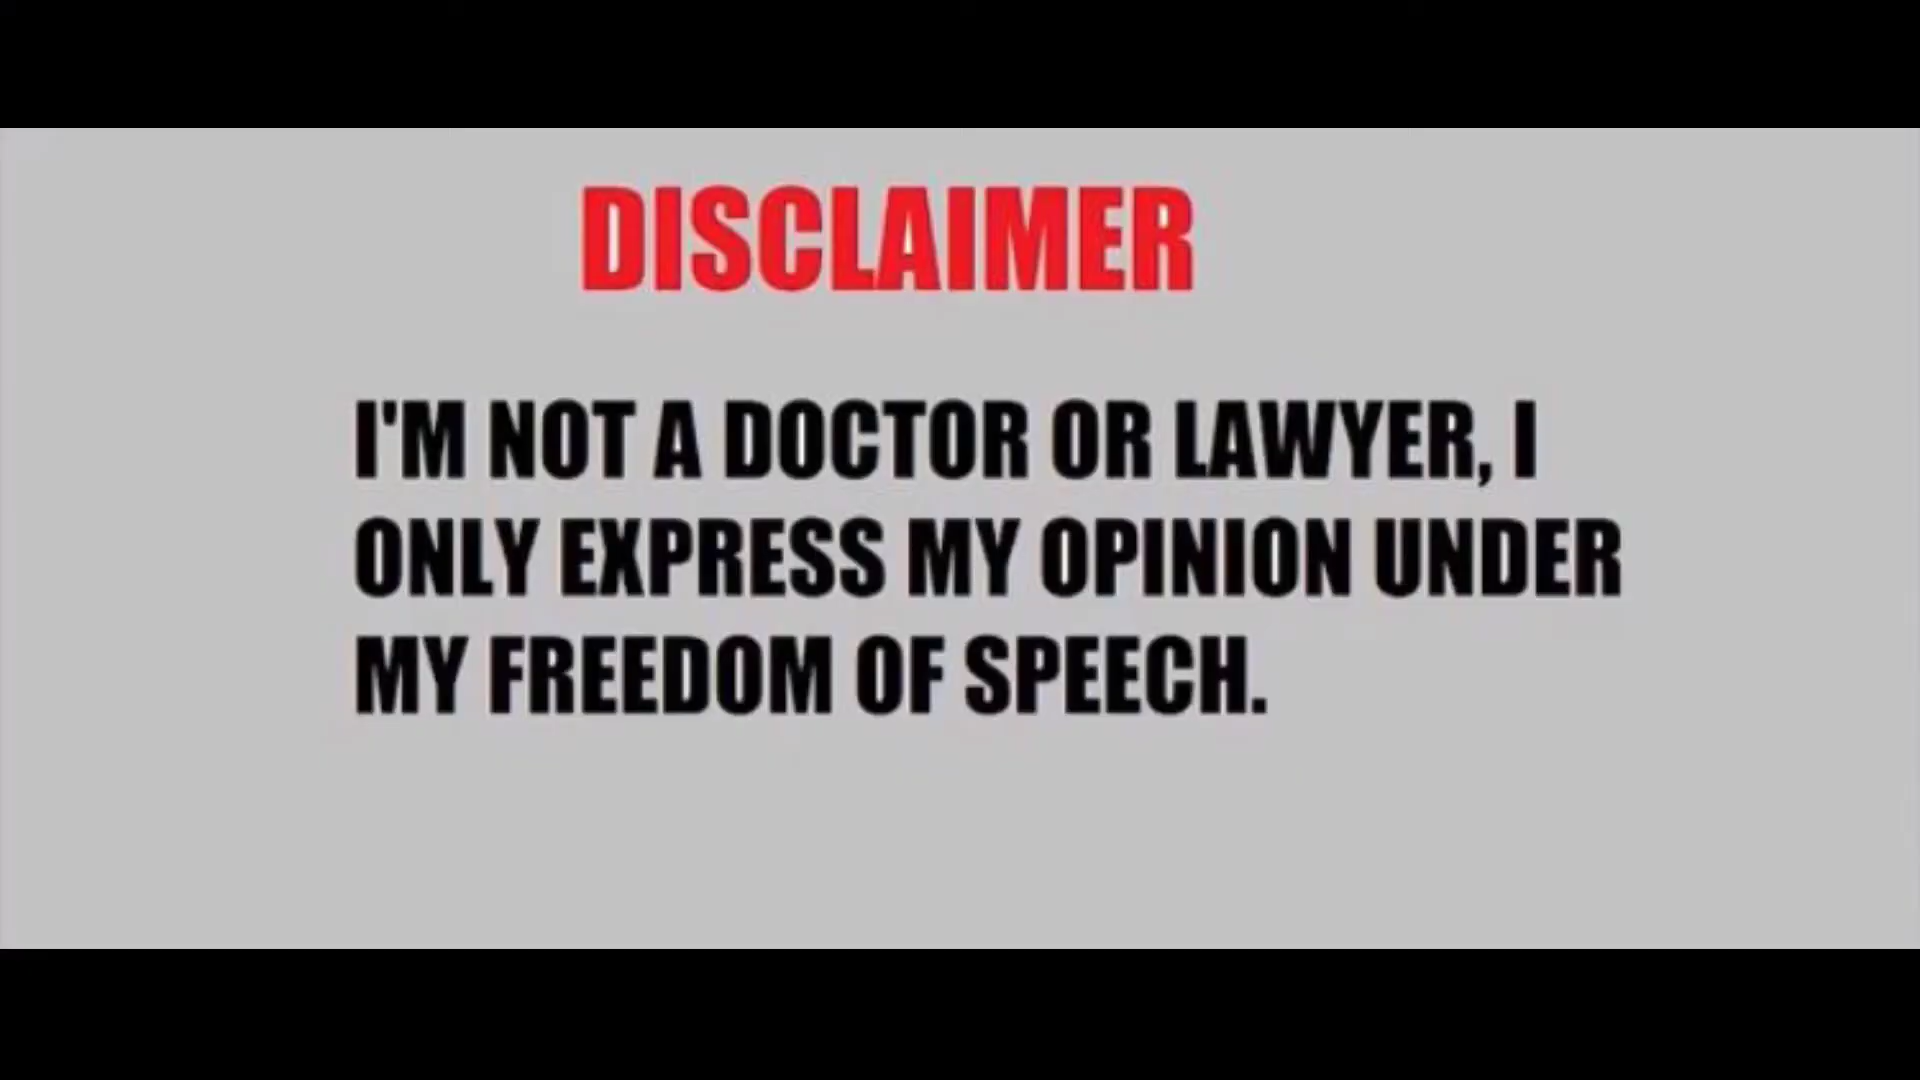 DISCLAIMER
I'M NOT A DOCTOR OR LAWYER, I
ONLY EXPRESS MY OPINION UNDER
MY FREEDOM OF SPEECH.